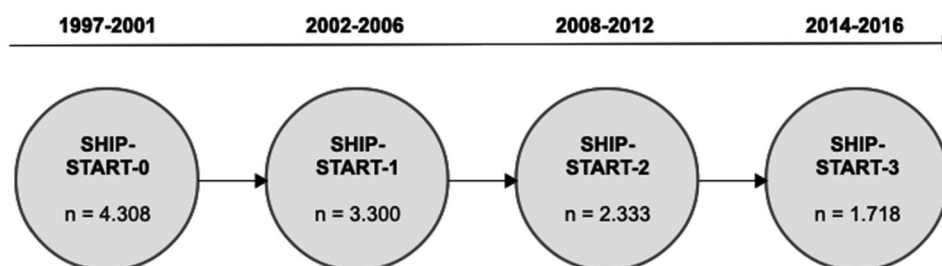 1997-2001 2002-2006 2008-2012 2014-2016
SHIP-
START-0
n = 4.308
SHIP-
START-1
n = 3.300
SHIP-
START-2
n = 2.333
SHIP-
START-3
n = 1.718